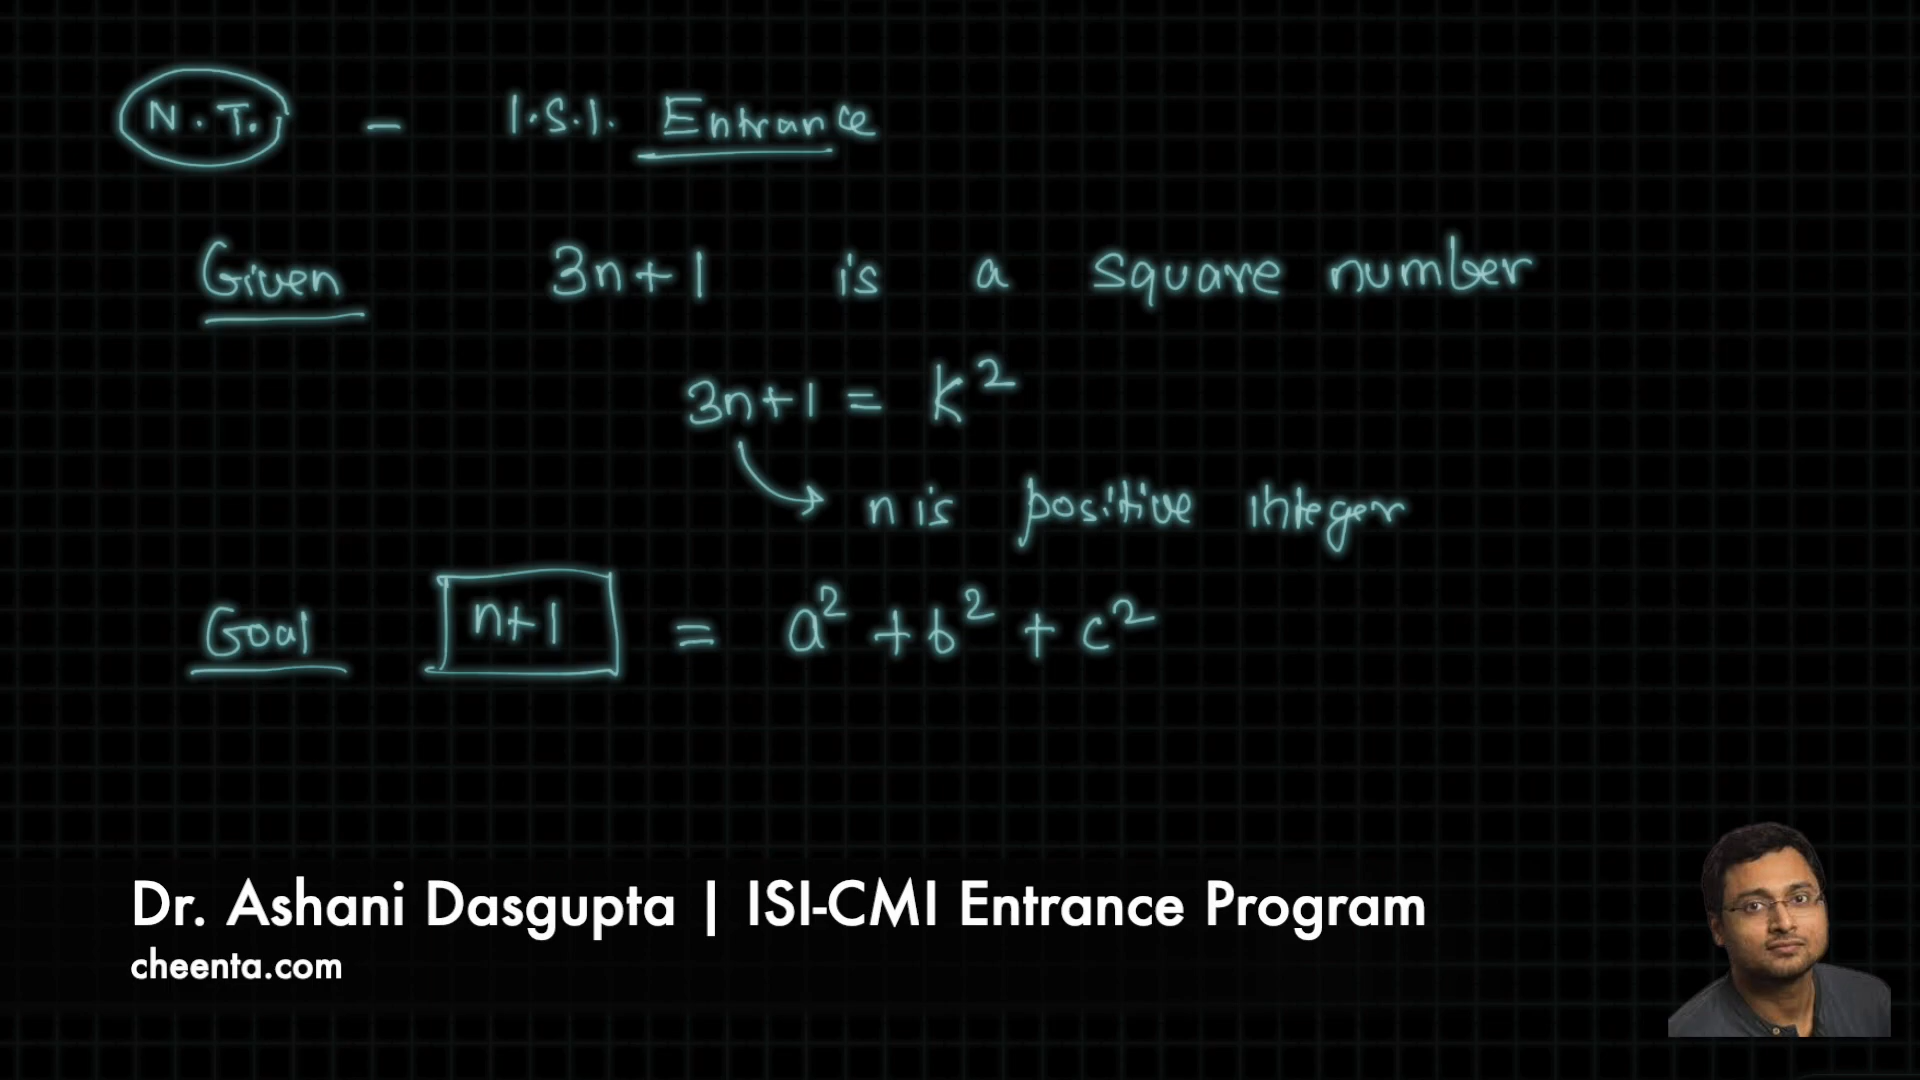 N.T. - I.S.I. Entrance
Given 3n+1 is a square number
3n+1 = k²
n is positive integer
Goal n+1 = a² + b² + c²
Dr. Ashani Dasgupta | ISI-CMI Entrance Program
cheenta.com